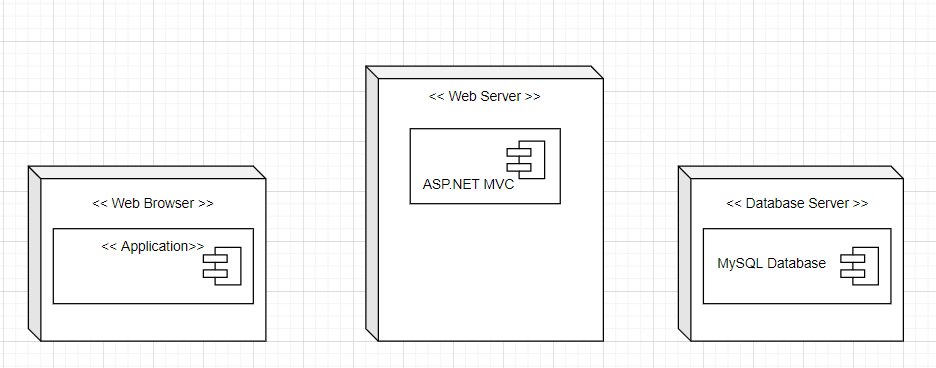 << Web Browser >>
<< Application>>
<< Web Server >>
ASP.NET MVC
<< Database Server >>
MySQL Database